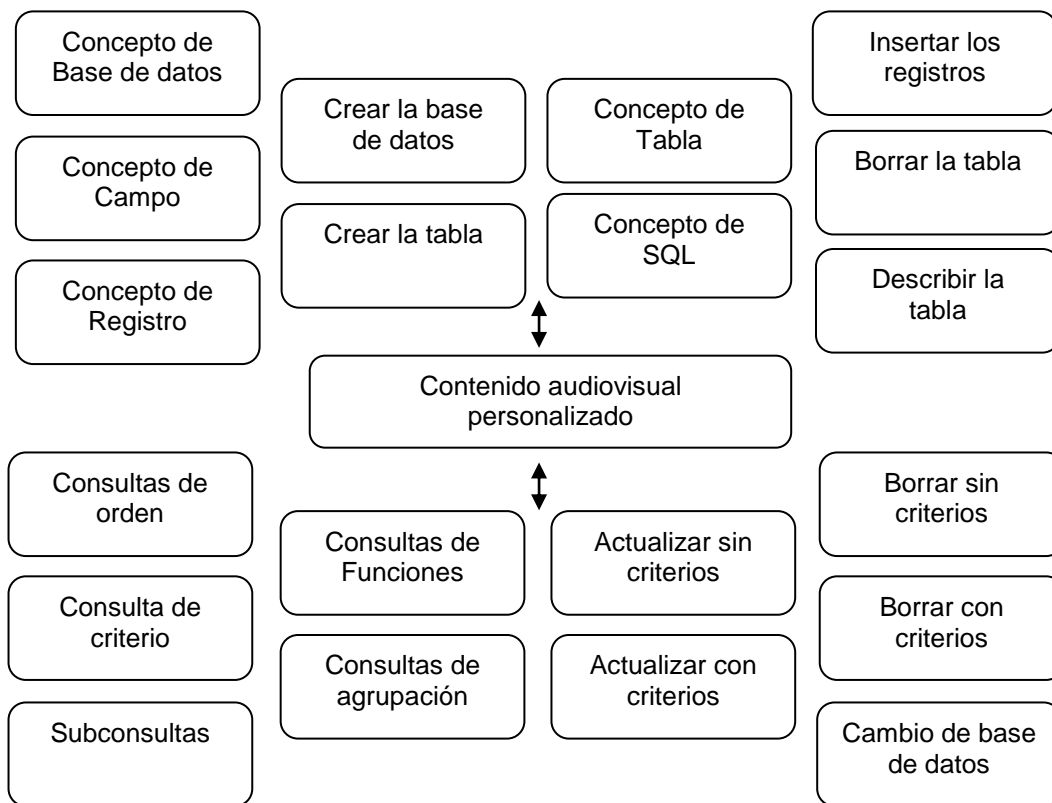 Concepto de
Base de datos
Crear la base
de datos
Concepto de
Tabla
Insertar los
registros
Concepto de
Campo
Crear la tabla
Concepto de
SQL
Borrar la tabla
Concepto de
Registro
Describir la
tabla
Contenido audiovisual
personalizado
Consultas de
orden
Consultas de
Funciones
Actualizar sin
criterios
Borrar sin
criterios
Consulta de
criterio
Consultas de
agrupación
Actualizar con
criterios
Borrar con
criterios
Subconsultas
Cambio de base
de datos